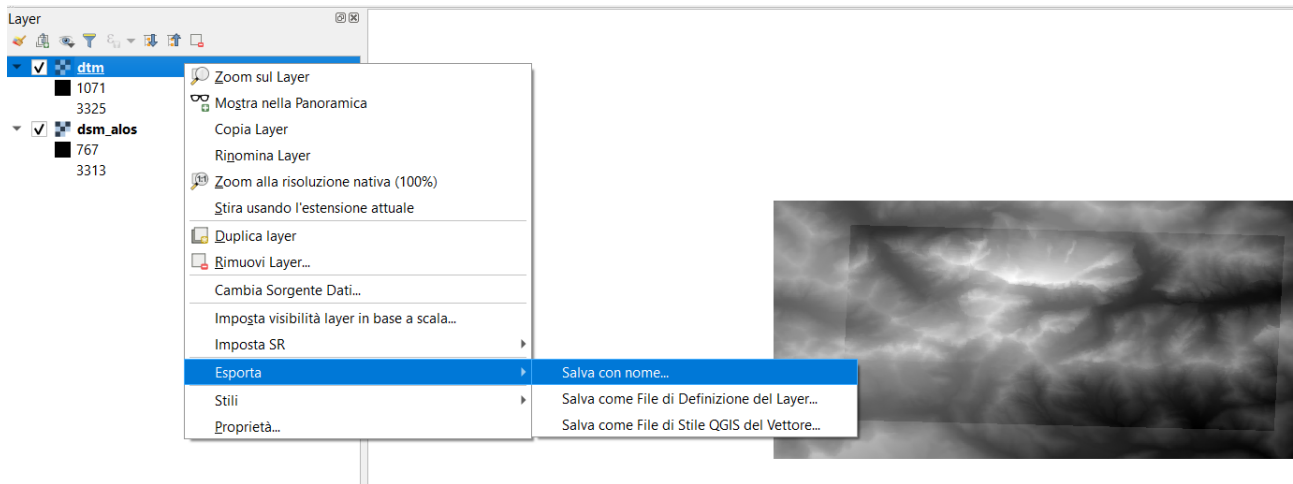 Layer
dtm
1071
3325
dsm_alos
767
3313
Zoom sul Layer
Mostra nella Panoramica
Copia Layer
Rinomina Layer
Zoom alla risoluzione nativa (100%)
Stira usando l'estensione attuale
Duplica layer
Rimuovi Layer...
Cambia Sorgente Dati...
Imposta visibilità layer in base a scala...
Imposta SR
Esporta
Stili
Proprietà...
Salva con nome...
Salva come File di Definizione del Layer...
Salva come File di Stile QGIS del Vettore...